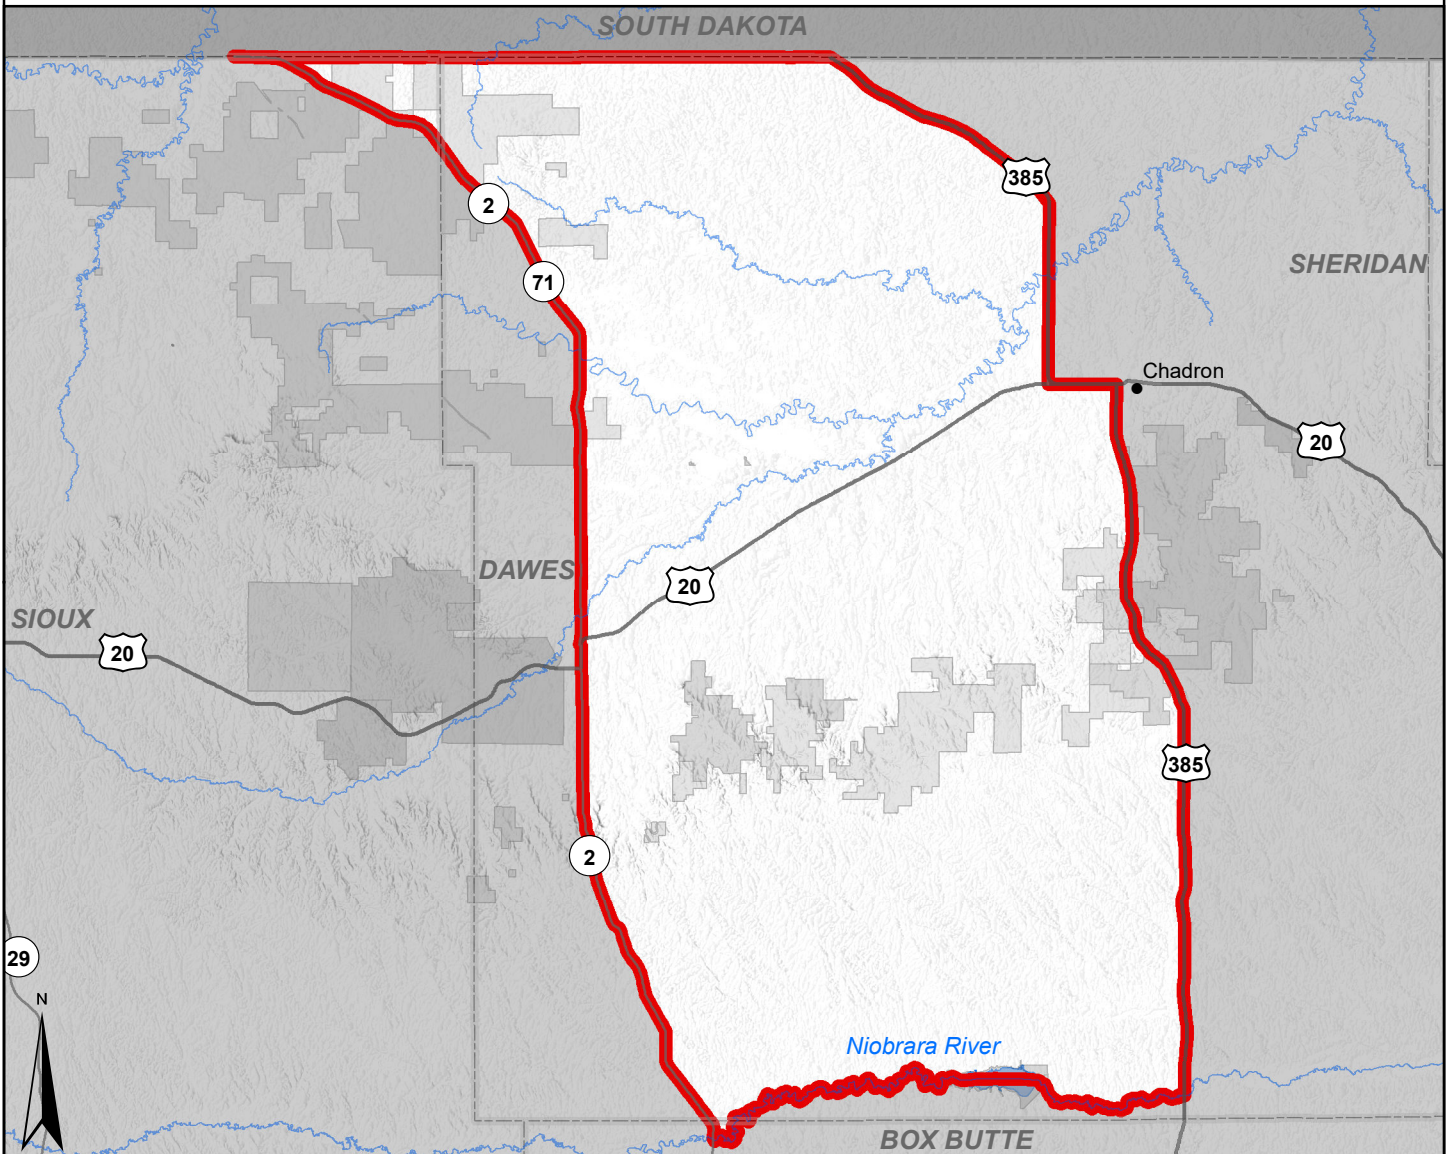 SOUTH DAKOTA
385
2
SHERIDAN
71
Chadron
20
DAWES
20
SIOUX
20
385
2
29
N
Niobrara River
BOX BUTTE